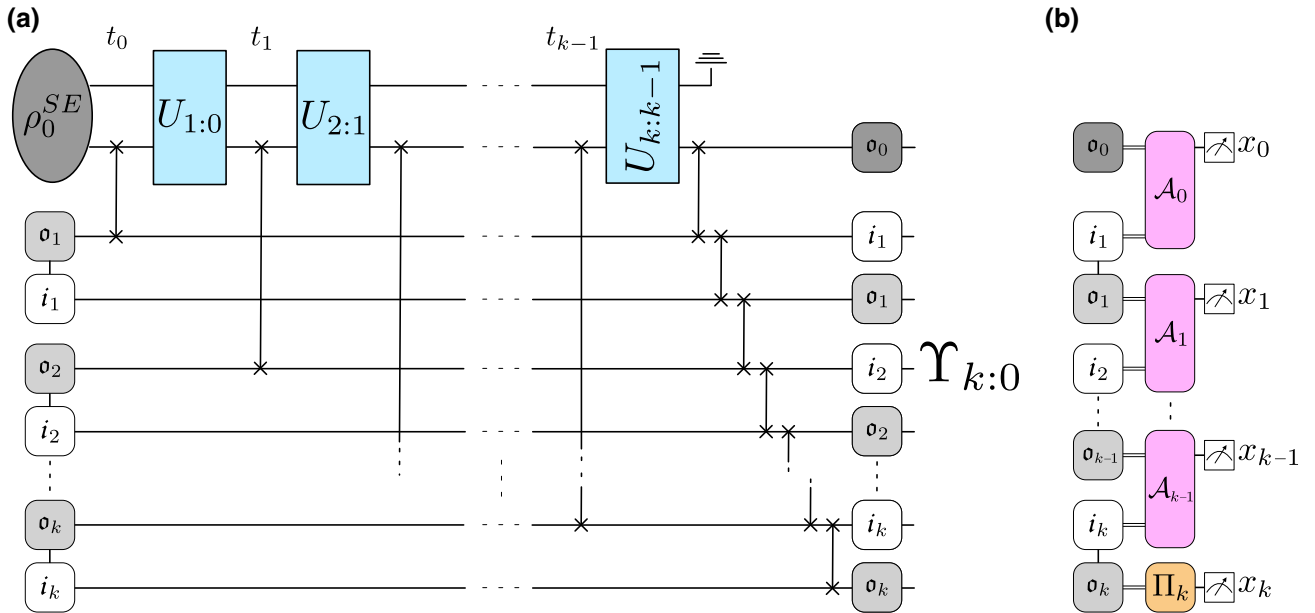 (a)
t₀ t₁ tₖ₋₁
ρ₀ˢᴱ U₁:₀ U₂:₁ Uₖ:ₖ₋₁
𝔬₀
𝔬₁ i₁
i₁ 𝔬₁
𝔬₂ i₂ ϒₖ:₀
i₂ 𝔬₂
𝔬ₖ iₖ
iₖ 𝔬ₖ
(b)
𝔬₀ 𝒜₀ x₀
i₁
𝔬₁ 𝒜₁ x₁
i₂
𝔬ₖ₋₁ 𝒜ₖ₋₁ xₖ₋₁
iₖ
𝔬ₖ Πₖ xₖ